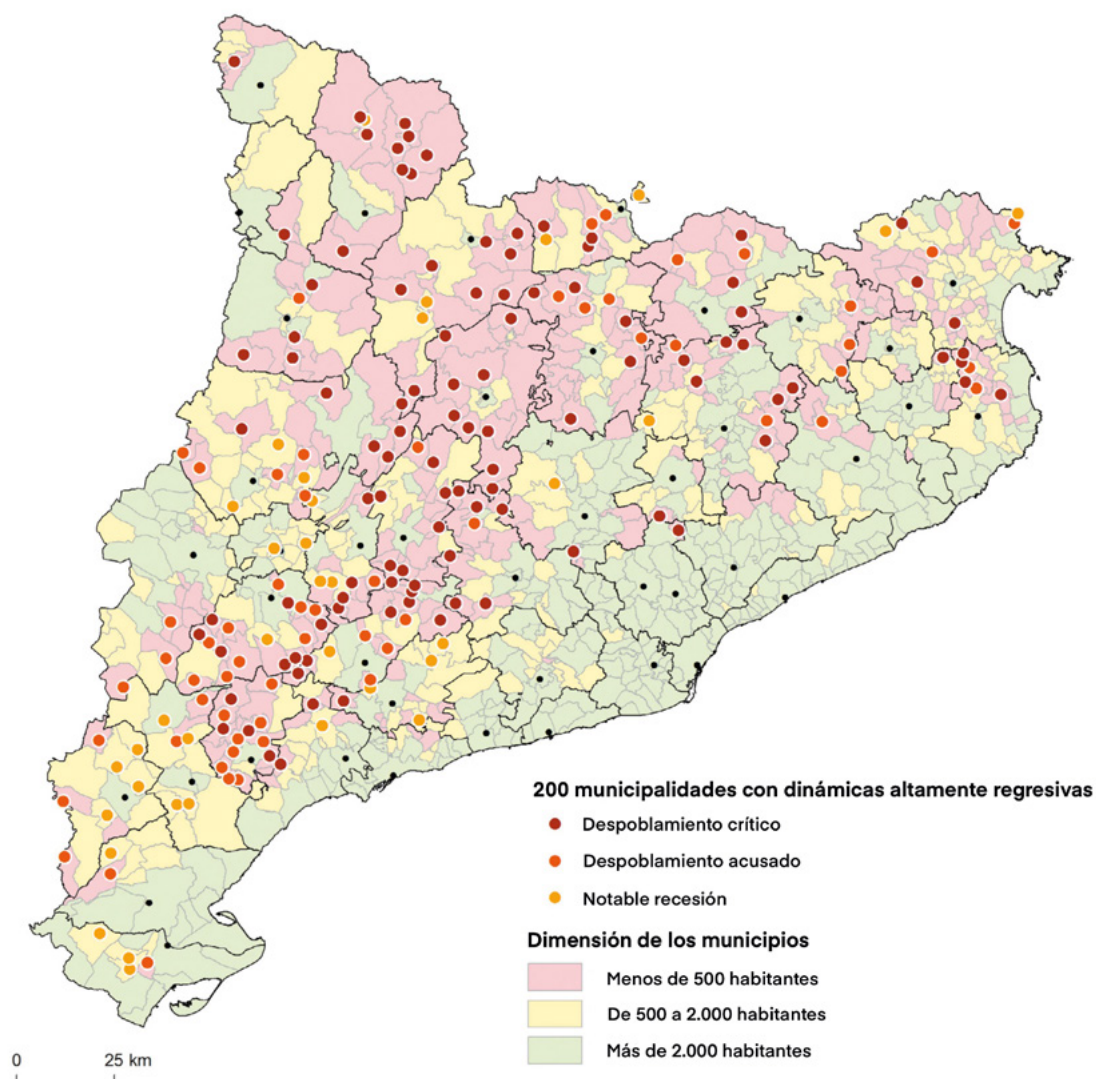 200 municipalidades con dinámicas altamente regresivas
Despoblamiento crítico
Despoblamiento acusado
Notable recesión
Dimensión de los municipios
Menos de 500 habitantes
De 500 a 2.000 habitantes
Más de 2.000 habitantes
0 25 km